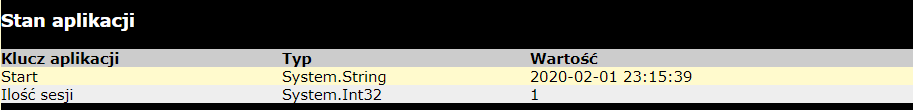 Stan aplikacji
Klucz aplikacji Typ Wartość
Start System.String 2020-02-01 23:15:39
Ilość sesji System.Int32 1